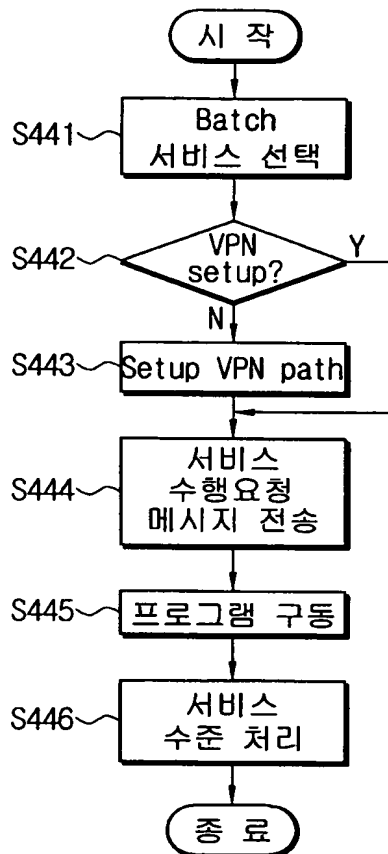 시 작
S441
Batch
서비스 선택
S442
VPN
setup?
Y
N
S443
Setup VPN path
S444
서비스
수행요청
메시지 전송
S445
프로그램 구동
S446
서비스
수준 처리
종 료